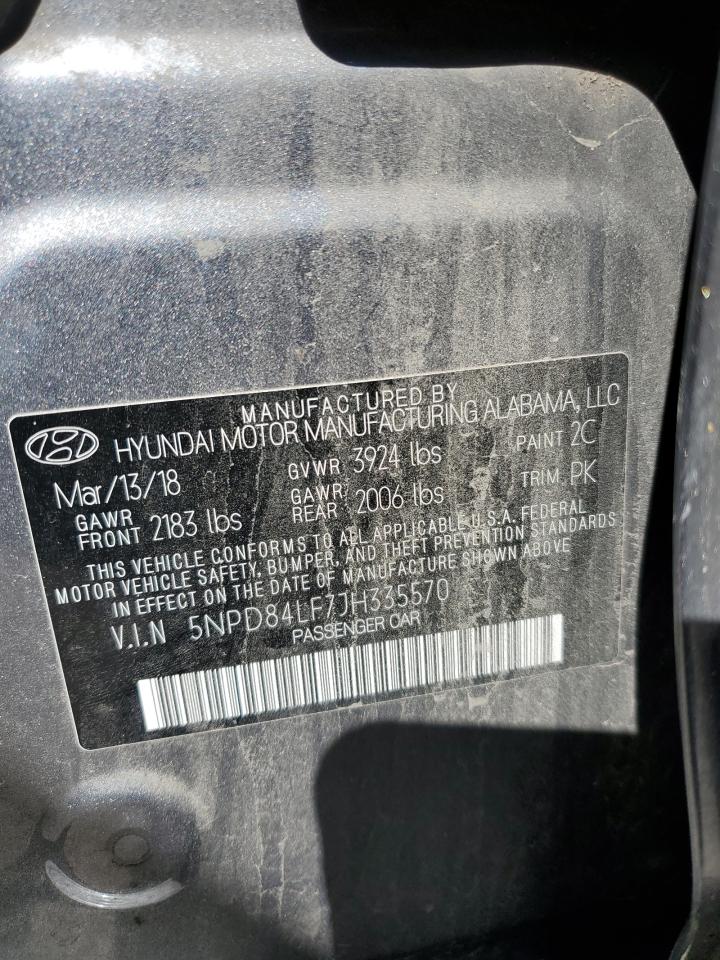 MANUFACTURED BY
HYUNDAI MOTOR MANUFACTURING ALABAMA, LLC
Mar/13/18 GVWR 3924 lbs PAINT 2C
GAWR FRONT 2183 lbs GAWR REAR 2006 lbs TRIM PK
THIS VEHICLE CONFORMS TO ALL APPLICABLE U.S.A. FEDERAL
MOTOR VEHICLE SAFETY, BUMPER, AND THEFT PREVENTION STANDARDS
IN EFFECT ON THE DATE OF MANUFACTURE SHOWN ABOVE
V.I.N 5NPD84LF7JH335570
PASSENGER CAR